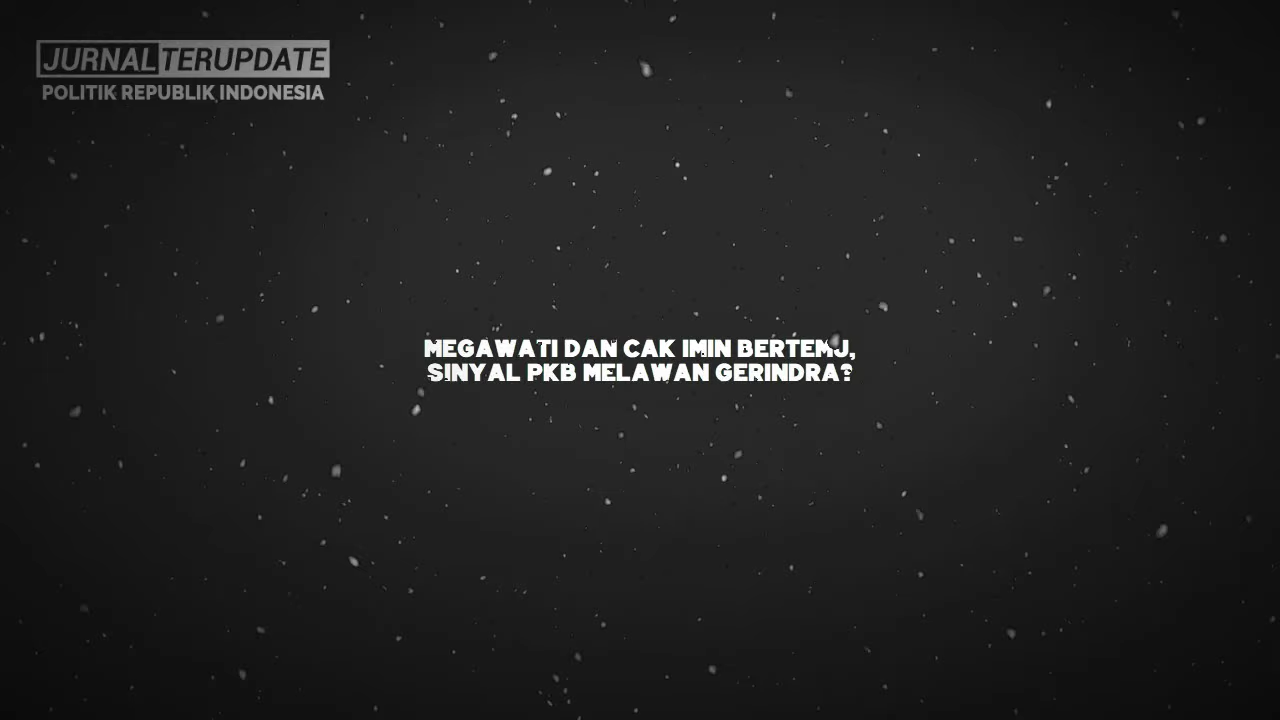 JURNALTERUPDATE
POLITIK REPUBLIK INDONESIA
MEGAWATI DAN CAK IMIN BERTEMU,
SINYAL PKB MELAWAN GERINDRA?